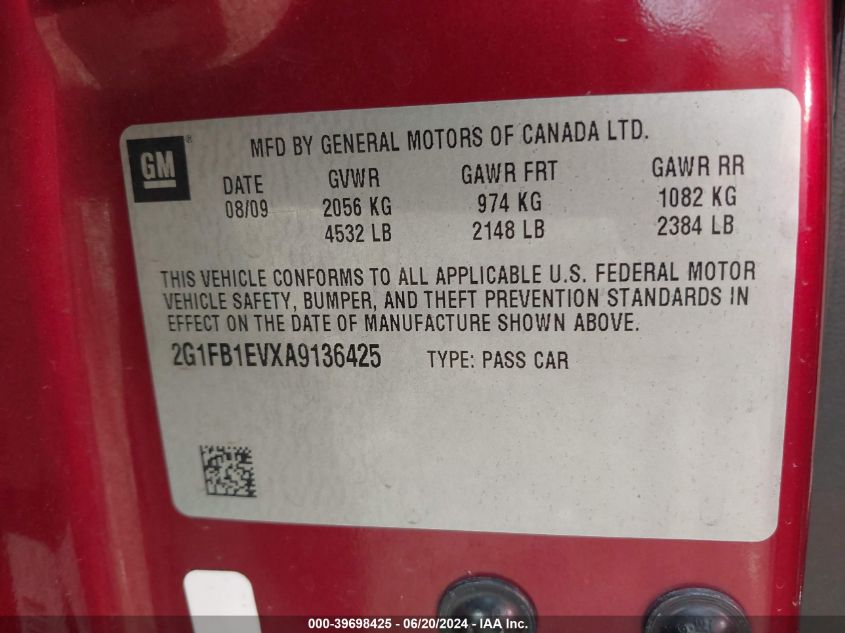 GM ®
MFD BY GENERAL MOTORS OF CANADA LTD.
DATE GVWR GAWR FRT GAWR RR
08/09 2056 KG 974 KG 1082 KG
4532 LB 2148 LB 2384 LB
THIS VEHICLE CONFORMS TO ALL APPLICABLE U.S. FEDERAL MOTOR
VEHICLE SAFETY, BUMPER, AND THEFT PREVENTION STANDARDS IN
EFFECT ON THE DATE OF MANUFACTURE SHOWN ABOVE.
2G1FB1EVXA9136425 TYPE: PASS CAR
000-39698425 / 06/20/2024 - IAA Inc.